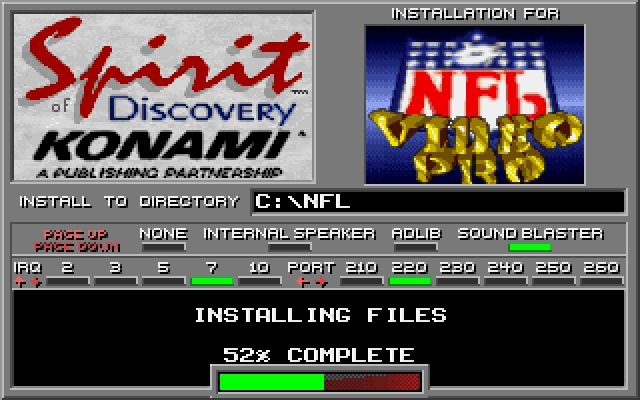 Spirit
of Discovery™
KONAMI®
A PUBLISHING PARTNERSHIP
INSTALLATION FOR
NFL
VIDEO
PRO
INSTALL TO DIRECTORY C:\NFL
PAGE UP
PAGE DOWN
NONE INTERNAL SPEAKER ADLIB SOUND BLASTER
IRQ 2 3 5 7 10 PORT 210 220 230 240 250 260
INSTALLING FILES
52% COMPLETE